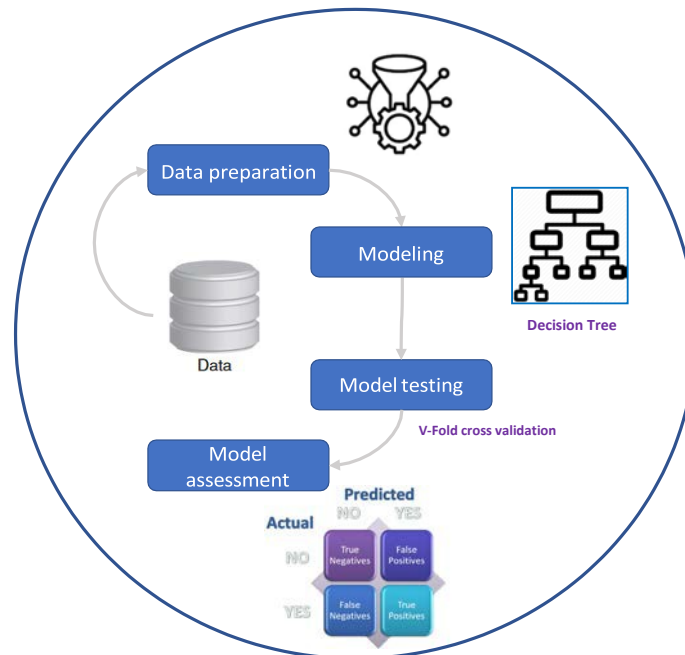 Data preparation
Modeling
Decision Tree
Data
Model testing
V-Fold cross validation
Model
assessment
Predicted
Actual
NO YES
NO
True
Negatives
False
Positives
YES
False
Negatives
True
Positives